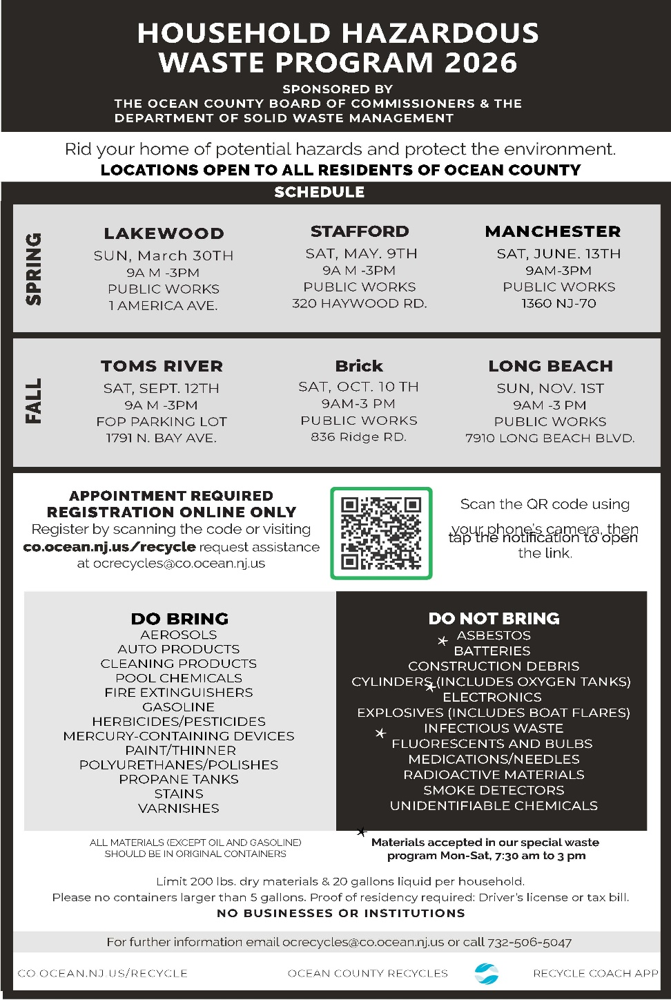 HOUSEHOLD HAZARDOUS
WASTE PROGRAM 2026
SPONSORED BY
THE OCEAN COUNTY BOARD OF COMMISSIONERS & THE
DEPARTMENT OF SOLID WASTE MANAGEMENT
Rid your home of potential hazards and protect the environment.
LOCATIONS OPEN TO ALL RESIDENTS OF OCEAN COUNTY
SCHEDULE
SPRING
LAKEWOOD
SUN, March 30TH
9A M -3PM
PUBLIC WORKS
1 AMERICA AVE.
STAFFORD
SAT, MAY. 9TH
9A M -3PM
PUBLIC WORKS
320 HAYWOOD RD.
MANCHESTER
SAT, JUNE. 13TH
9AM-3PM
PUBLIC WORKS
1360 NJ-70
FALL
TOMS RIVER
SAT, SEPT. 12TH
9A M -3PM
FOP PARKING LOT
1791 N. BAY AVE.
Brick
SAT, OCT. 10 TH
9AM-3 PM
PUBLIC WORKS
836 Ridge RD.
LONG BEACH
SUN, NOV. 1ST
9AM -3 PM
PUBLIC WORKS
7910 LONG BEACH BLVD.
APPOINTMENT REQUIRED
REGISTRATION ONLINE ONLY
Register by scanning the code or visiting
co.ocean.nj.us/recycle request assistance
at ocrecycles@co.ocean.nj.us
Scan the QR code using
your phone's camera, then
tap the notification to open
the link.
DO BRING
AEROSOLS
AUTO PRODUCTS
CLEANING PRODUCTS
POOL CHEMICALS
FIRE EXTINGUISHERS
GASOLINE
HERBICIDES/PESTICIDES
MERCURY-CONTAINING DEVICES
PAINT/THINNER
POLYURETHANES/POLISHES
PROPANE TANKS
STAINS
VARNISHES
DO NOT BRING
ASBESTOS
* BATTERIES
CONSTRUCTION DEBRIS
CYLINDERS (INCLUDES OXYGEN TANKS)
* ELECTRONICS
EXPLOSIVES (INCLUDES BOAT FLARES)
INFECTIOUS WASTE
* FLUORESCENTS AND BULBS
MEDICATIONS/NEEDLES
RADIOACTIVE MATERIALS
SMOKE DETECTORS
UNIDENTIFIABLE CHEMICALS
ALL MATERIALS (EXCEPT OIL AND GASOLINE)
SHOULD BE IN ORIGINAL CONTAINERS
* Materials accepted in our special waste
program Mon-Sat, 7:30 am to 3 pm
Limit 200 lbs. dry materials & 20 gallons liquid per household.
Please no containers larger than 5 gallons. Proof of residency required: Driver's license or tax bill.
NO BUSINESSES OR INSTITUTIONS
For further information email ocrecycles@co.ocean.nj.us or call 732-506-5047
CO.OCEAN.NJ.US/RECYCLE
OCEAN COUNTY RECYCLES
RECYCLE COACH APP